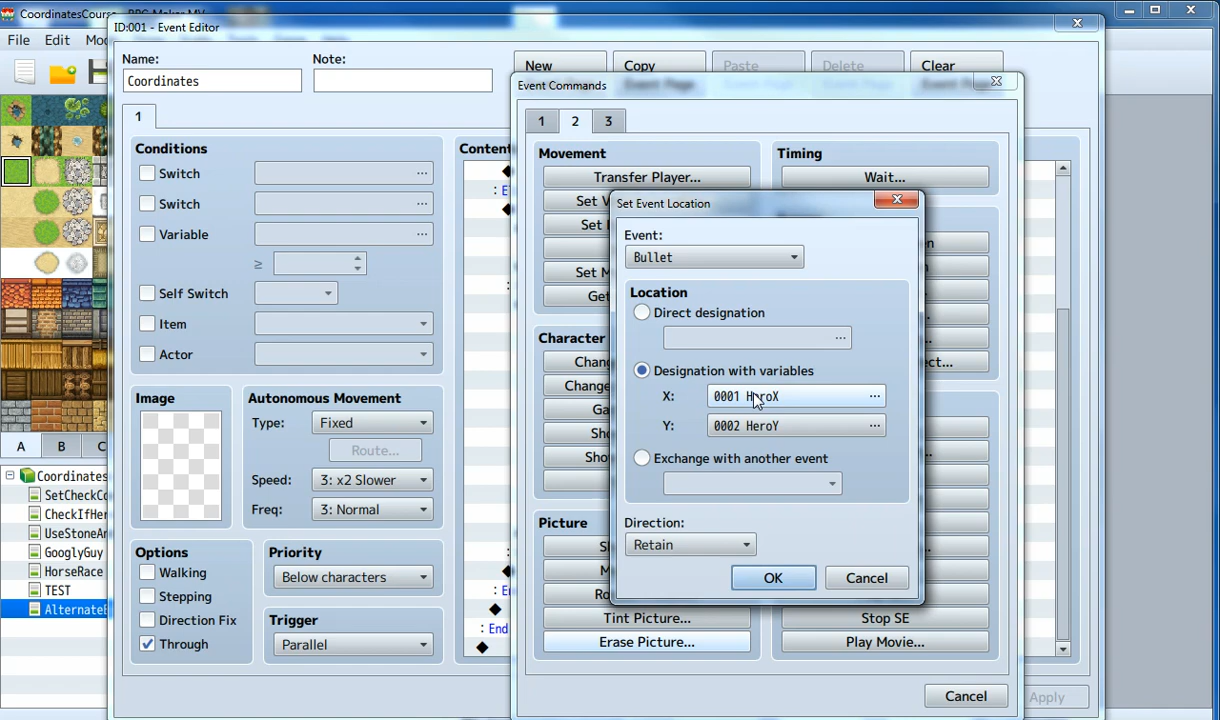 CoordinatesCourse - RPG Maker MV
ID:001 - Event Editor
File Edit
Name:
Coordinates
Note:
New
Copy
Paste
Delete
Clear
Event Page
Event Commands
1
1 2 3
Conditions
Switch ...
Switch ...
Variable ...
≥
Self Switch
Item
Actor
Content
Movement
Transfer Player...
Timing
Wait...
Set Event Location
Event:
Bullet
Location
Direct designation
...
Designation with variables
X: 0001 HeroX ...
Y: 0002 HeroY ...
Exchange with another event
Direction:
Retain
OK Cancel
Character
Image
Autonomous Movement
Type: Fixed
Route...
Speed: 3: x2 Slower
Freq: 3: Normal
Options
Walking
Stepping
Direction Fix
Through
Priority
Below characters
Trigger
Parallel
: End
Picture
Tint Picture...
Erase Picture...
Stop SE
Play Movie...
Cancel
Apply
A B C
Coordinates
SetCheckCo
CheckIfHer
UseStoneAr
GooglyGuy
HorseRace
TEST
AlternateB